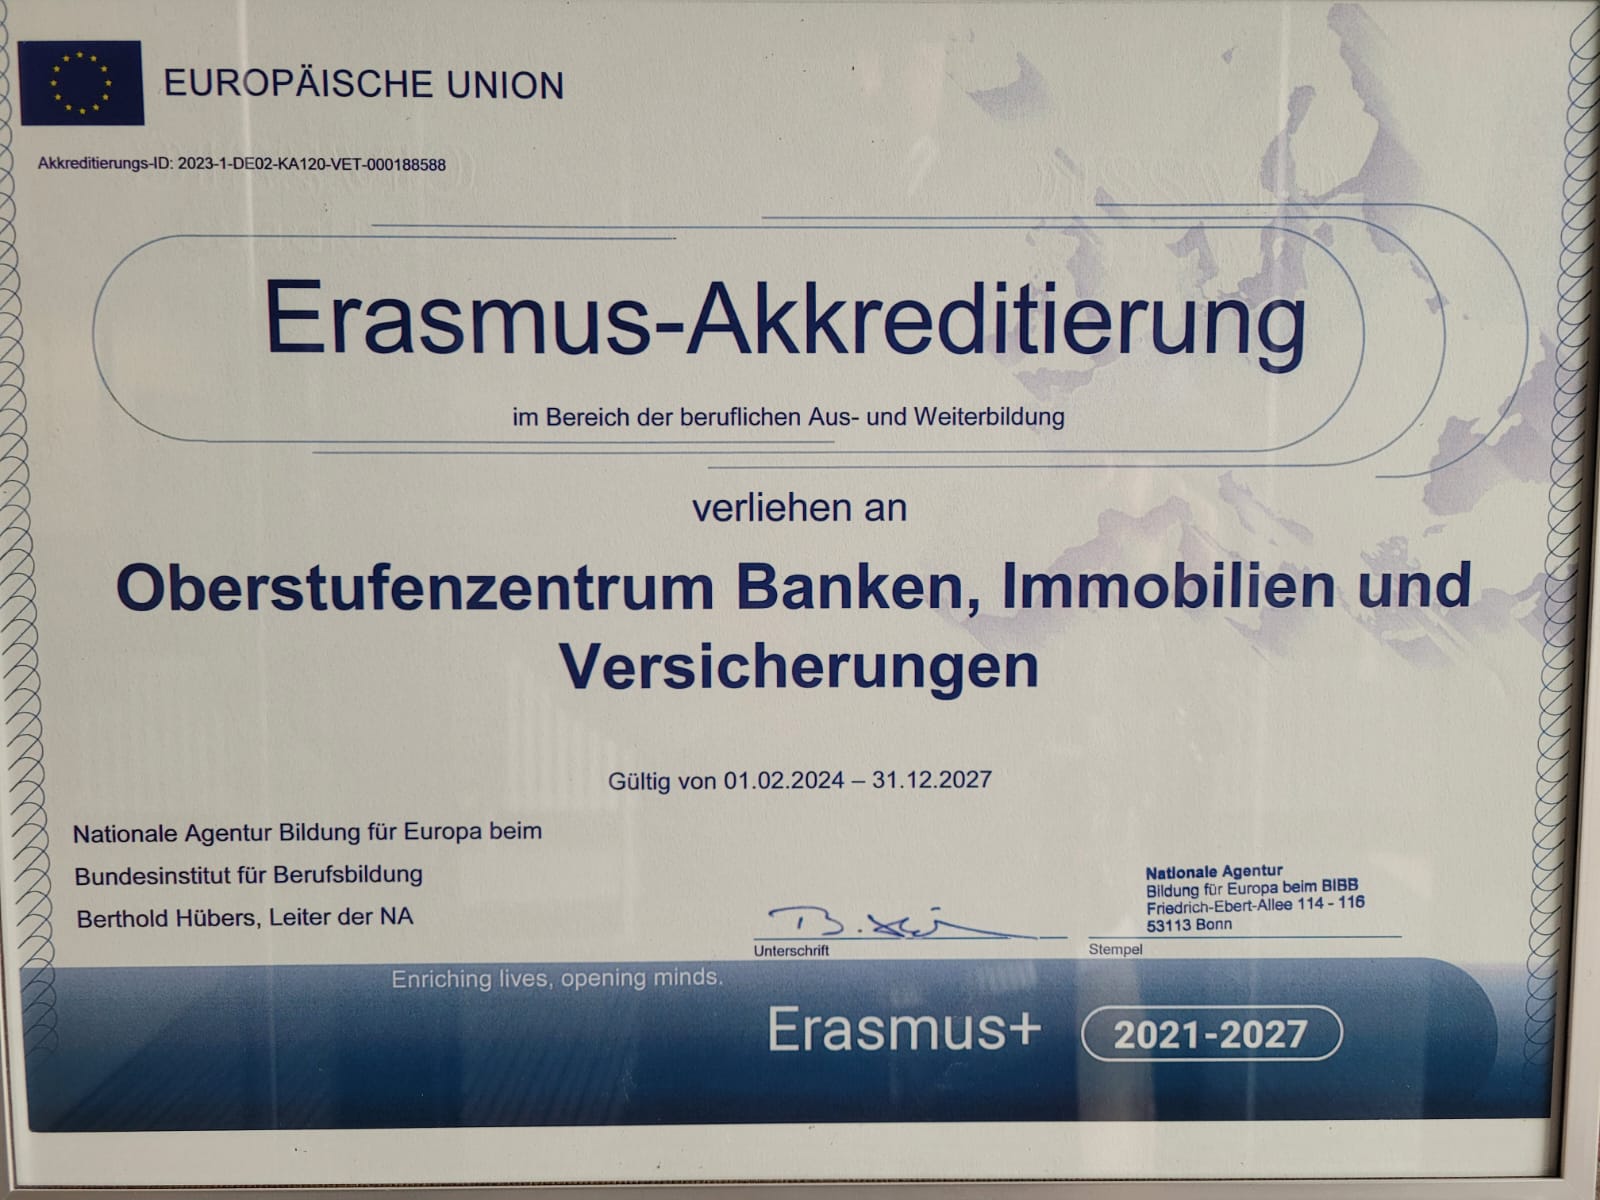 EUROPÄISCHE UNION
Akkreditierungs-ID: 2023-1-DE02-KA120-VET-000188588
Erasmus-Akkreditierung
im Bereich der beruflichen Aus- und Weiterbildung
verliehen an
Oberstufenzentrum Banken, Immobilien und
Versicherungen
Gültig von 01.02.2024 – 31.12.2027
Nationale Agentur Bildung für Europa beim
Bundesinstitut für Berufsbildung
Berthold Hübers, Leiter der NA
Unterschrift
Nationale Agentur
Bildung für Europa beim BIBB
Friedrich-Ebert-Allee 114 - 116
53113 Bonn
Stempel
Enriching lives, opening minds.
Erasmus+ 2021-2027